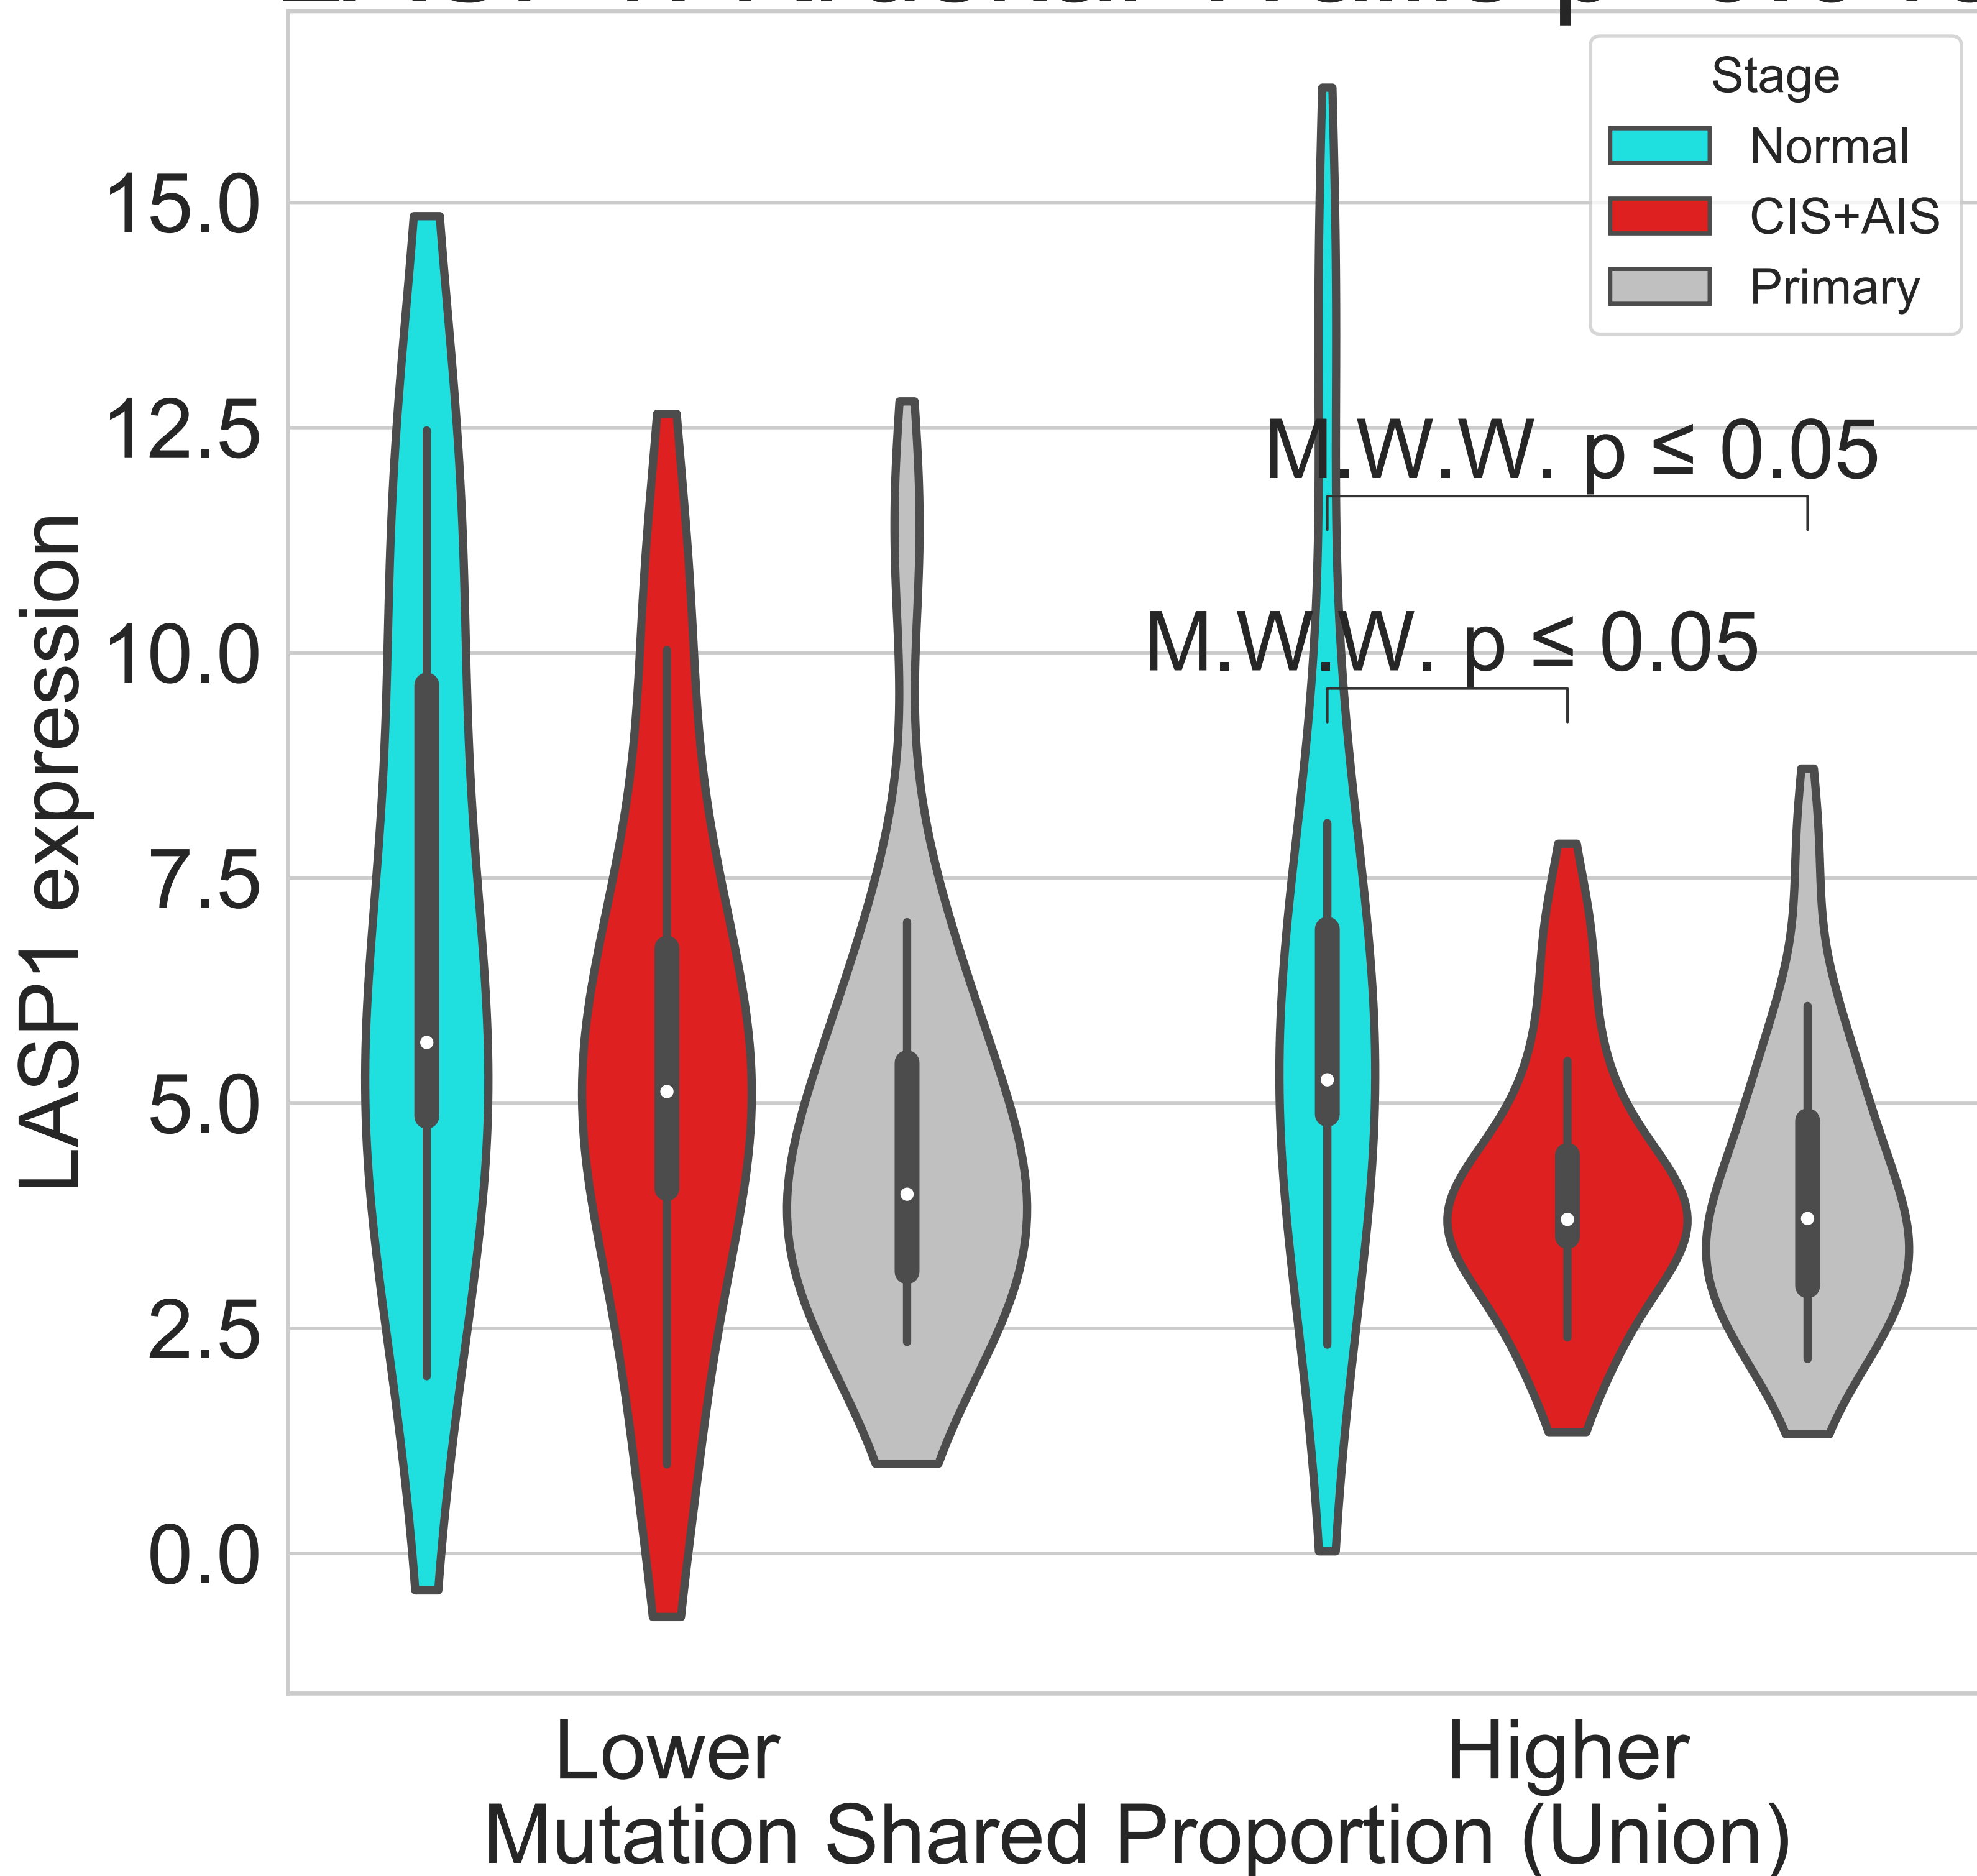 Stage
Normal
CIS+AIS
Primary
15.0
12.5
10.0
7.5
5.0
2.5
0.0
LASP1 expression
M.W.W. p ≤ 0.05
M.W.W. p ≤ 0.05
Lower
Higher
Mutation Shared Proportion (Union)